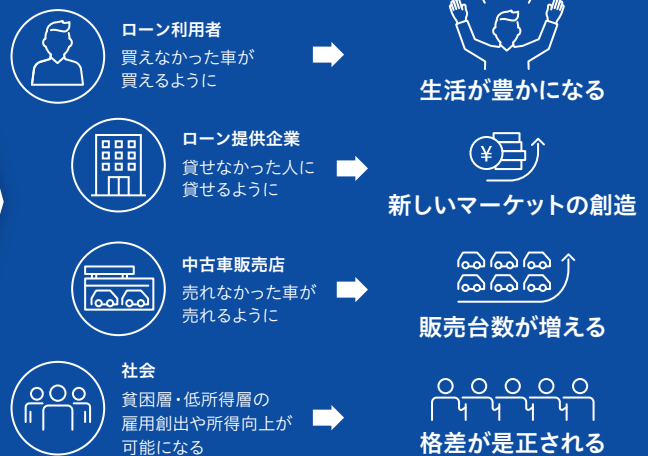 ローン利用者
買えなかった車が
買えるように
生活が豊かになる
ローン提供企業
貸せなかった人に
貸せるように
¥
新しいマーケットの創造
中古車販売店
売れなかった車が
売れるように
販売台数が増える
社会
貧困層・低所得層の
雇用創出や所得向上が
可能になる
格差が是正される